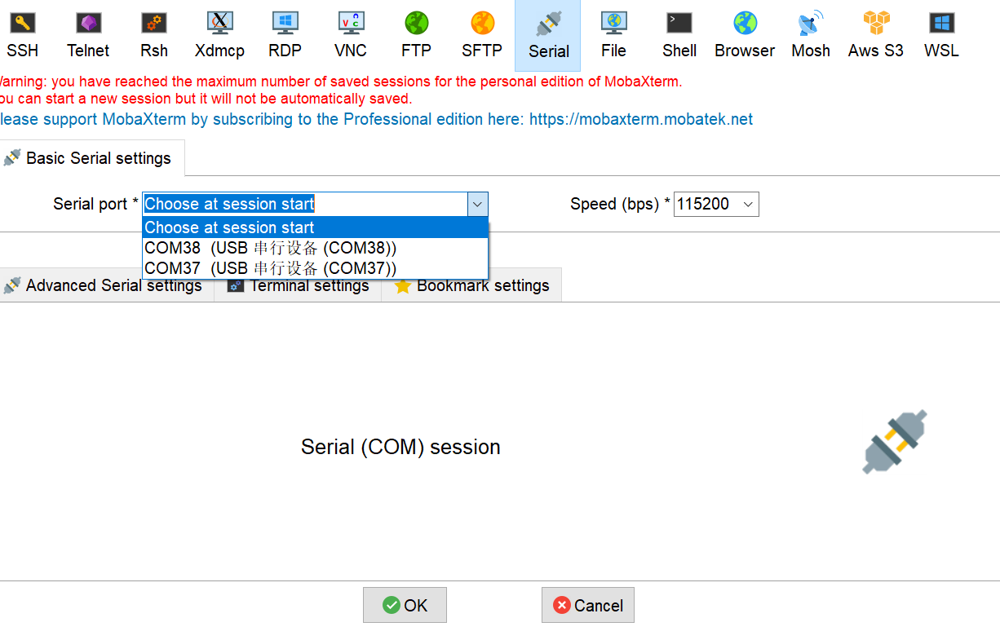 SSH Telnet Rsh Xdmcp RDP VNC FTP SFTP Serial File Shell Browser Mosh Aws S3 WSL
Warning: you have reached the maximum number of saved sessions for the personal edition of MobaXterm.
ou can start a new session but it will not be automatically saved.
lease support MobaXterm by subscribing to the Professional edition here: https://mobaxterm.mobatek.net
Basic Serial settings
Serial port * Choose at session start Speed (bps) * 115200
Choose at session start
COM38 (USB 串行设备 (COM38))
COM37 (USB 串行设备 (COM37))
Advanced Serial settings Terminal settings Bookmark settings
Serial (COM) session
OK Cancel